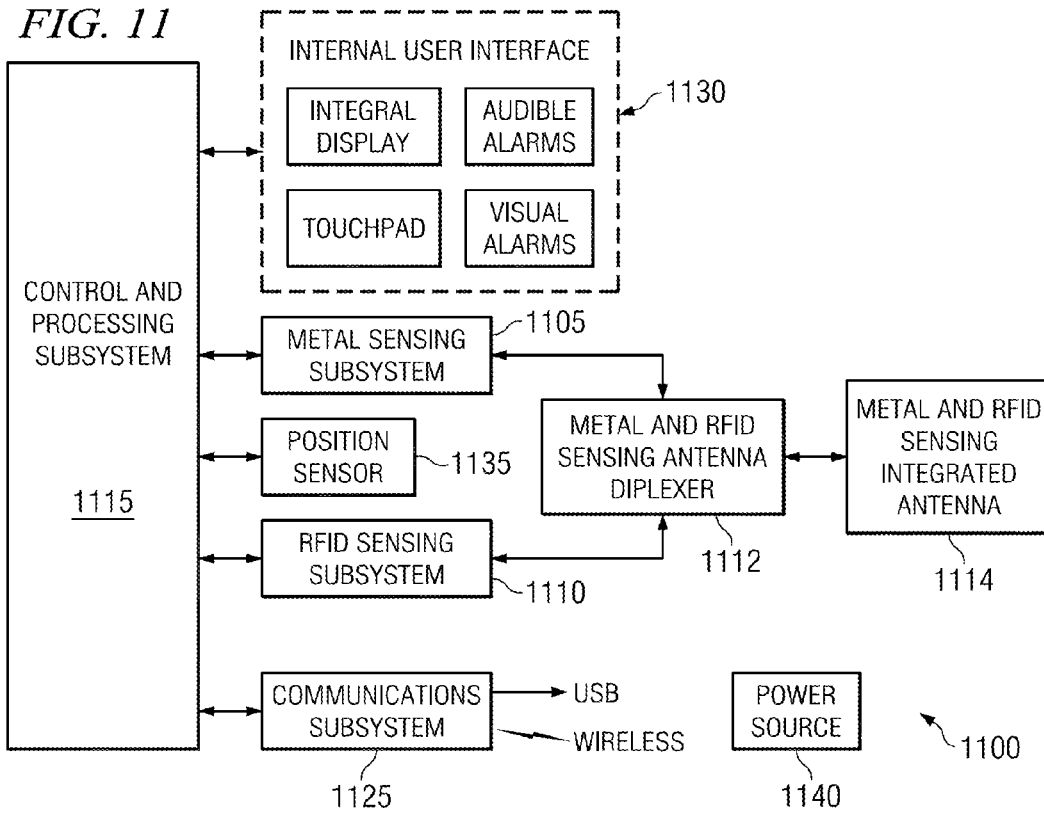 FIG. 11
INTERNAL USER INTERFACE
INTEGRAL
DISPLAY
AUDIBLE
ALARMS
1130
TOUCHPAD
VISUAL
ALARMS
CONTROL AND
PROCESSING
SUBSYSTEM
1115
METAL SENSING
SUBSYSTEM
1105
POSITION
SENSOR
1135
RFID SENSING
SUBSYSTEM
1110
METAL AND RFID
SENSING ANTENNA
DIPLEXER
1112
METAL AND RFID
SENSING
INTEGRATED
ANTENNA
1114
COMMUNICATIONS
SUBSYSTEM
1125
USB
WIRELESS
POWER
SOURCE
1140
1100